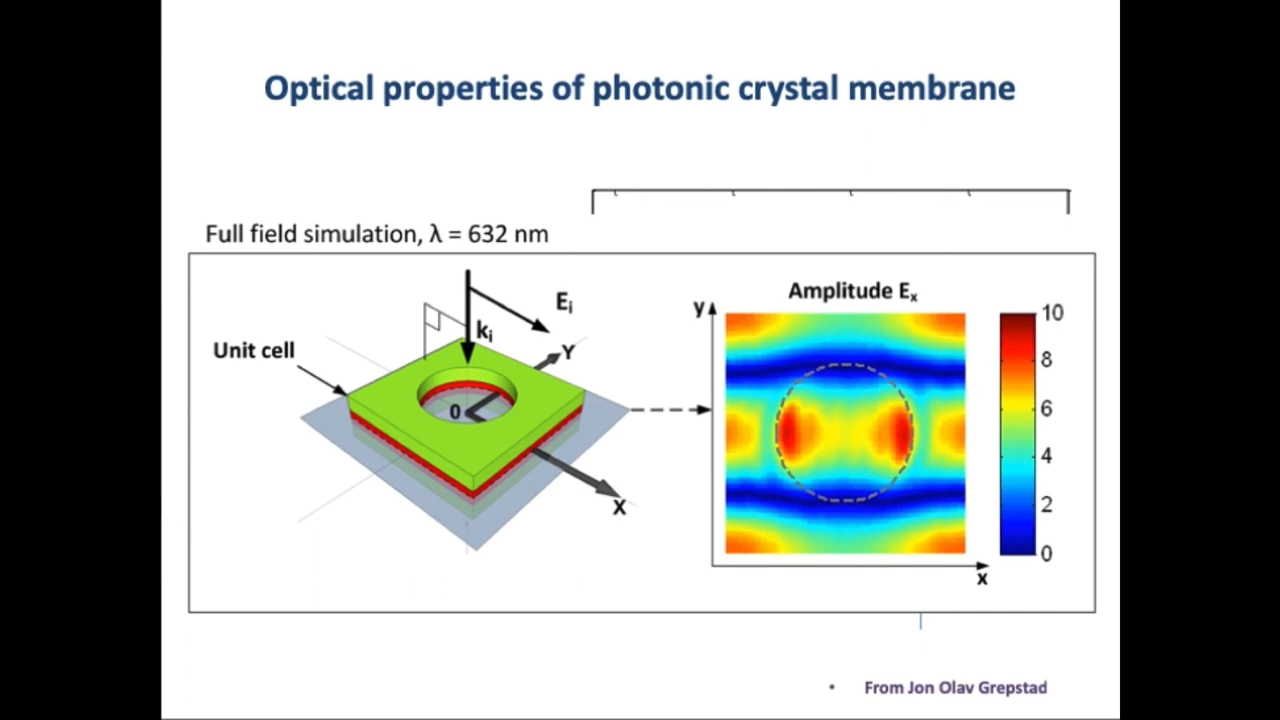 Optical properties of photonic crystal membrane
Full field simulation, λ = 632 nm
Unit cell
Eᵢ
kᵢ
Y
0
X
Amplitude Eₓ
y
x
10
8
6
4
2
0
• From Jon Olav Grepstad